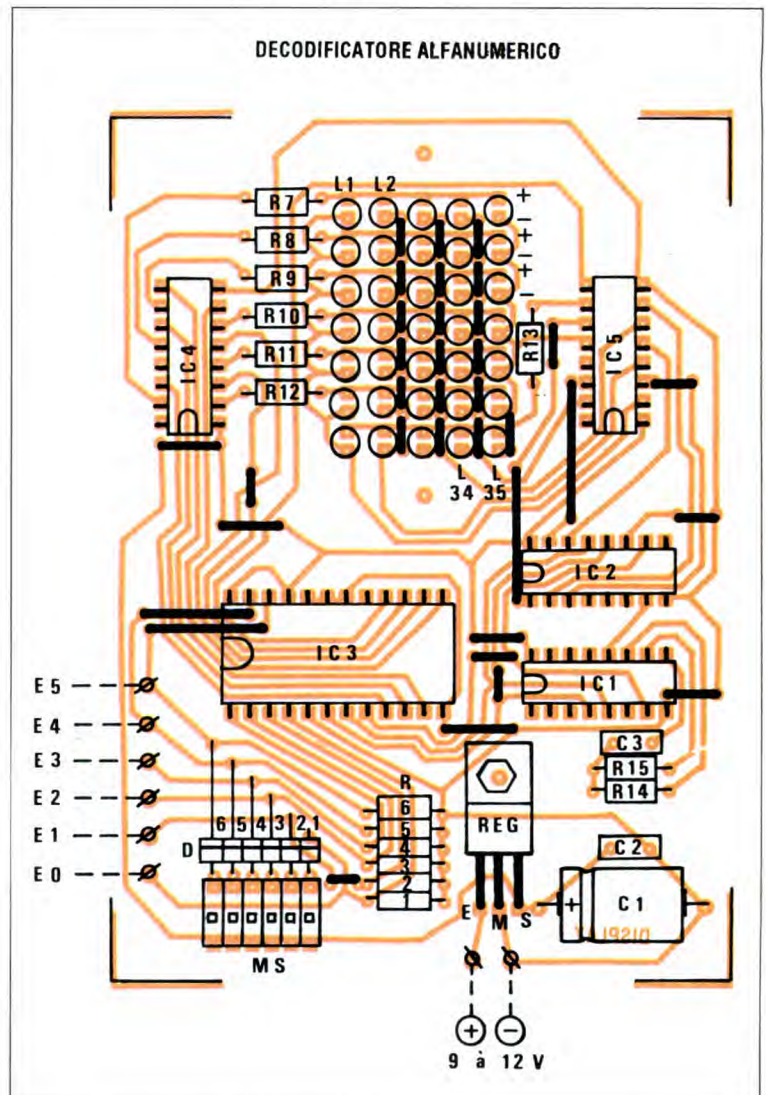 DECODIFICATORE ALFANUMERICO
L1 L2
R7
+
R8
−
+
R9
−
+
R10
−
R11
R12
R13
IC4
IC5
L L
34 35
IC2
IC3
IC1
E5
E4
E3
E2
E1
E0
C3
R15
R14
R
6
5
4
3
2
1
REG
6 5 4 3 2 1
D
C2
C1
+
DISPLAY
E M S
MS
+ −
9 à 12 V